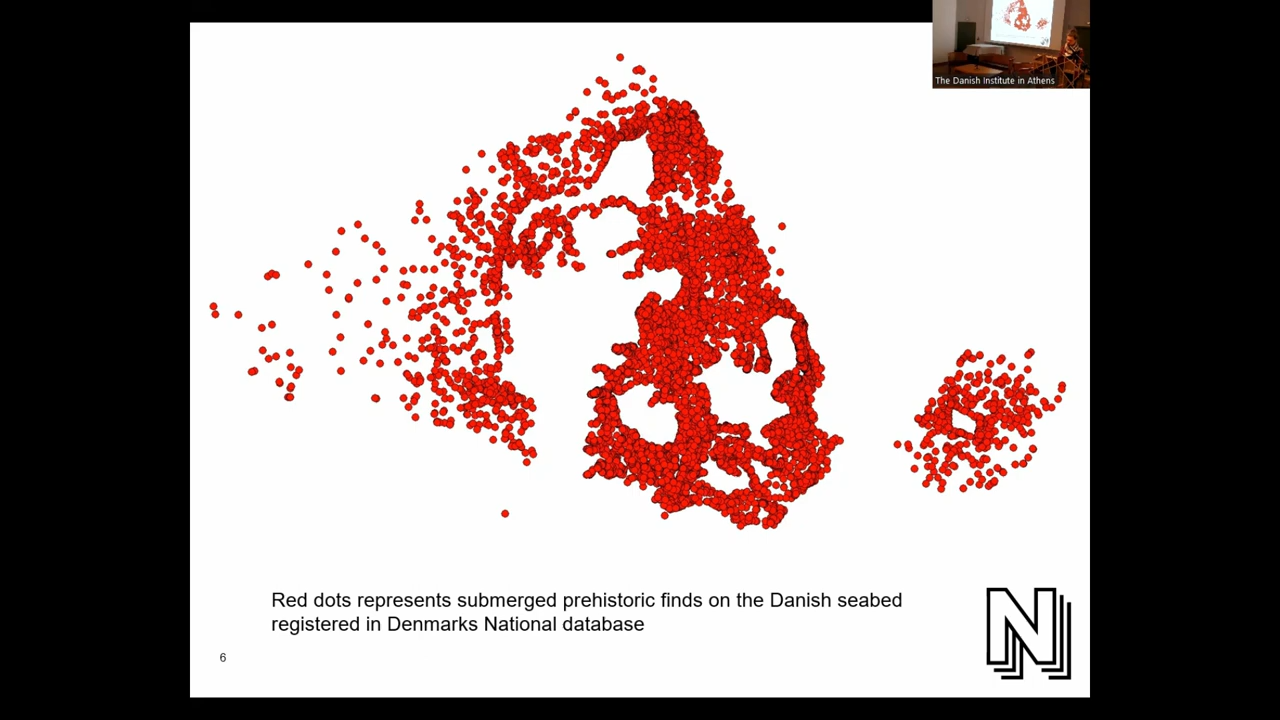 The Danish Institute in Athens
Red dots represents submerged prehistoric finds on the Danish seabed
registered in Denmarks National database
6
N